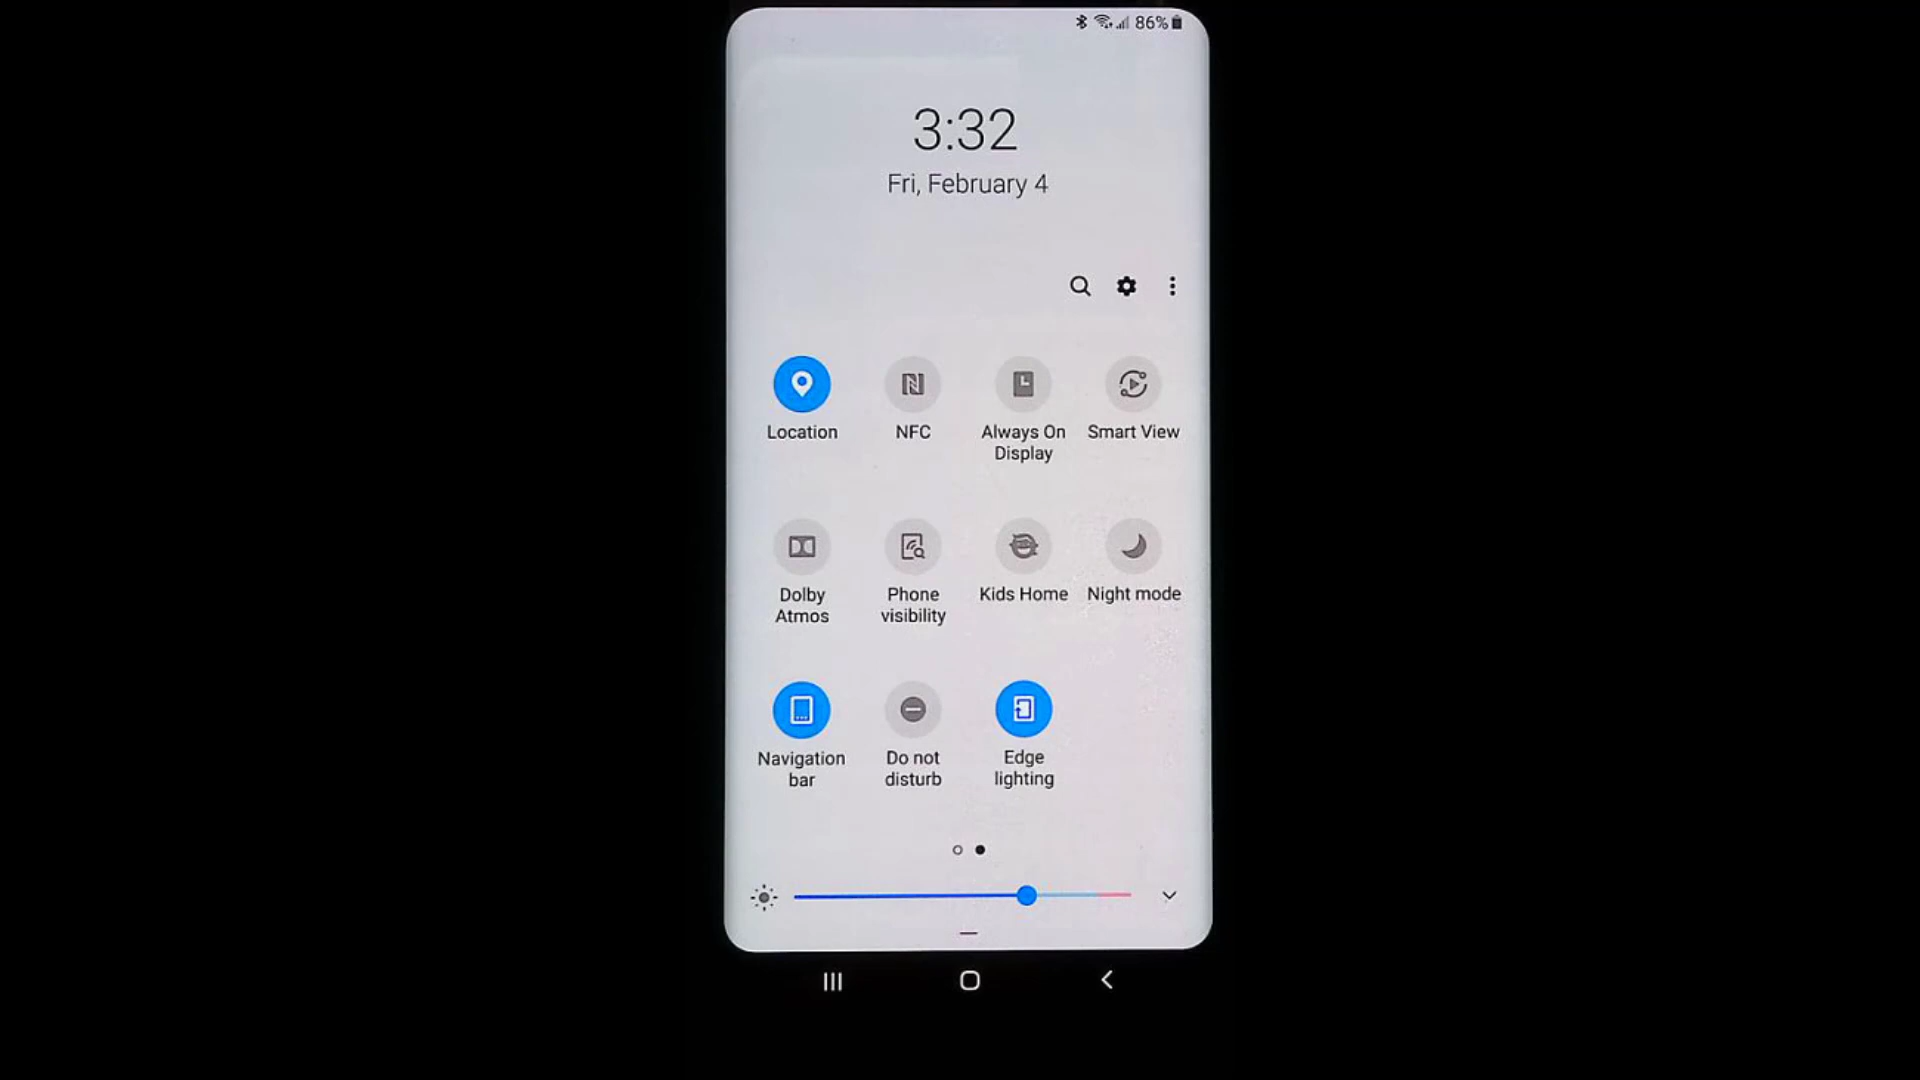 86%
3:32
Fri, February 4
Location
NFC
Always On
Display
Smart View
Dolby
Atmos
Phone
visibility
Kids Home
Night mode
Navigation
bar
Do not
disturb
Edge
lighting